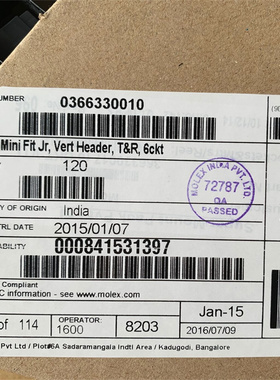 UMBER 0366330010
Mini Fit Jr, Vert Header, T&R, 6ckt
120
MOLEX INDIA PVT. LTD.
72787
QA
PASSED
Y OF ORIGIN India
TRL DATE 2015/01/07
ABILITY 000841531397
Compliant
C information - see www.molex.com
Jan-15
of 114 OPERATOR: 1600 8203 2016/07/09
Pvt Ltd / Plot#6A Sadaramangala Indtl Area / Kadugodi, Bangalore